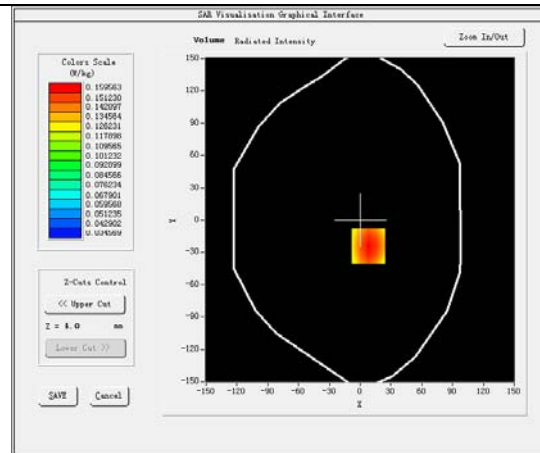 SAR Visualisation Graphical Interface
Volume Radiated Intensity
Zoom In/Out
Colors Scale
(W/kg)
0.159563
0.151230
0.142897
0.134564
0.126231
0.117898
0.109565
0.101232
0.092899
0.084566
0.076234
0.067901
0.059568
0.051235
0.042902
0.034569
150
120
90
60
30
0
-30
-60
-90
-120
-150
Y
-150 -120 -90 -60 -30 0 30 60 90 120 150
X
Z-Cuts Control
<< Upper Cut
Z = 4.0 mm
Lower Cut >>
SAVE Cancel